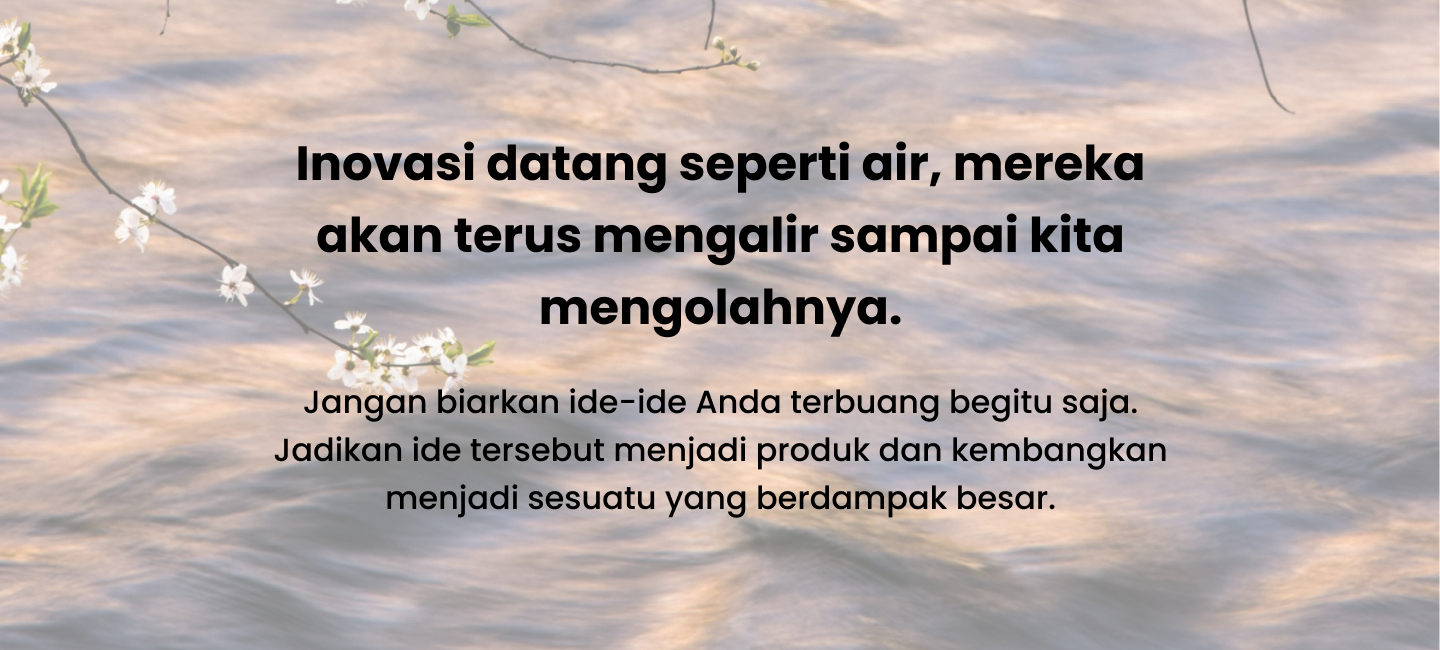 Inovasi datang seperti air, mereka
akan terus mengalir sampai kita
mengolahnya.
Jangan biarkan ide-ide Anda terbuang begitu saja.
Jadikan ide tersebut menjadi produk dan kembangkan
menjadi sesuatu yang berdampak besar.